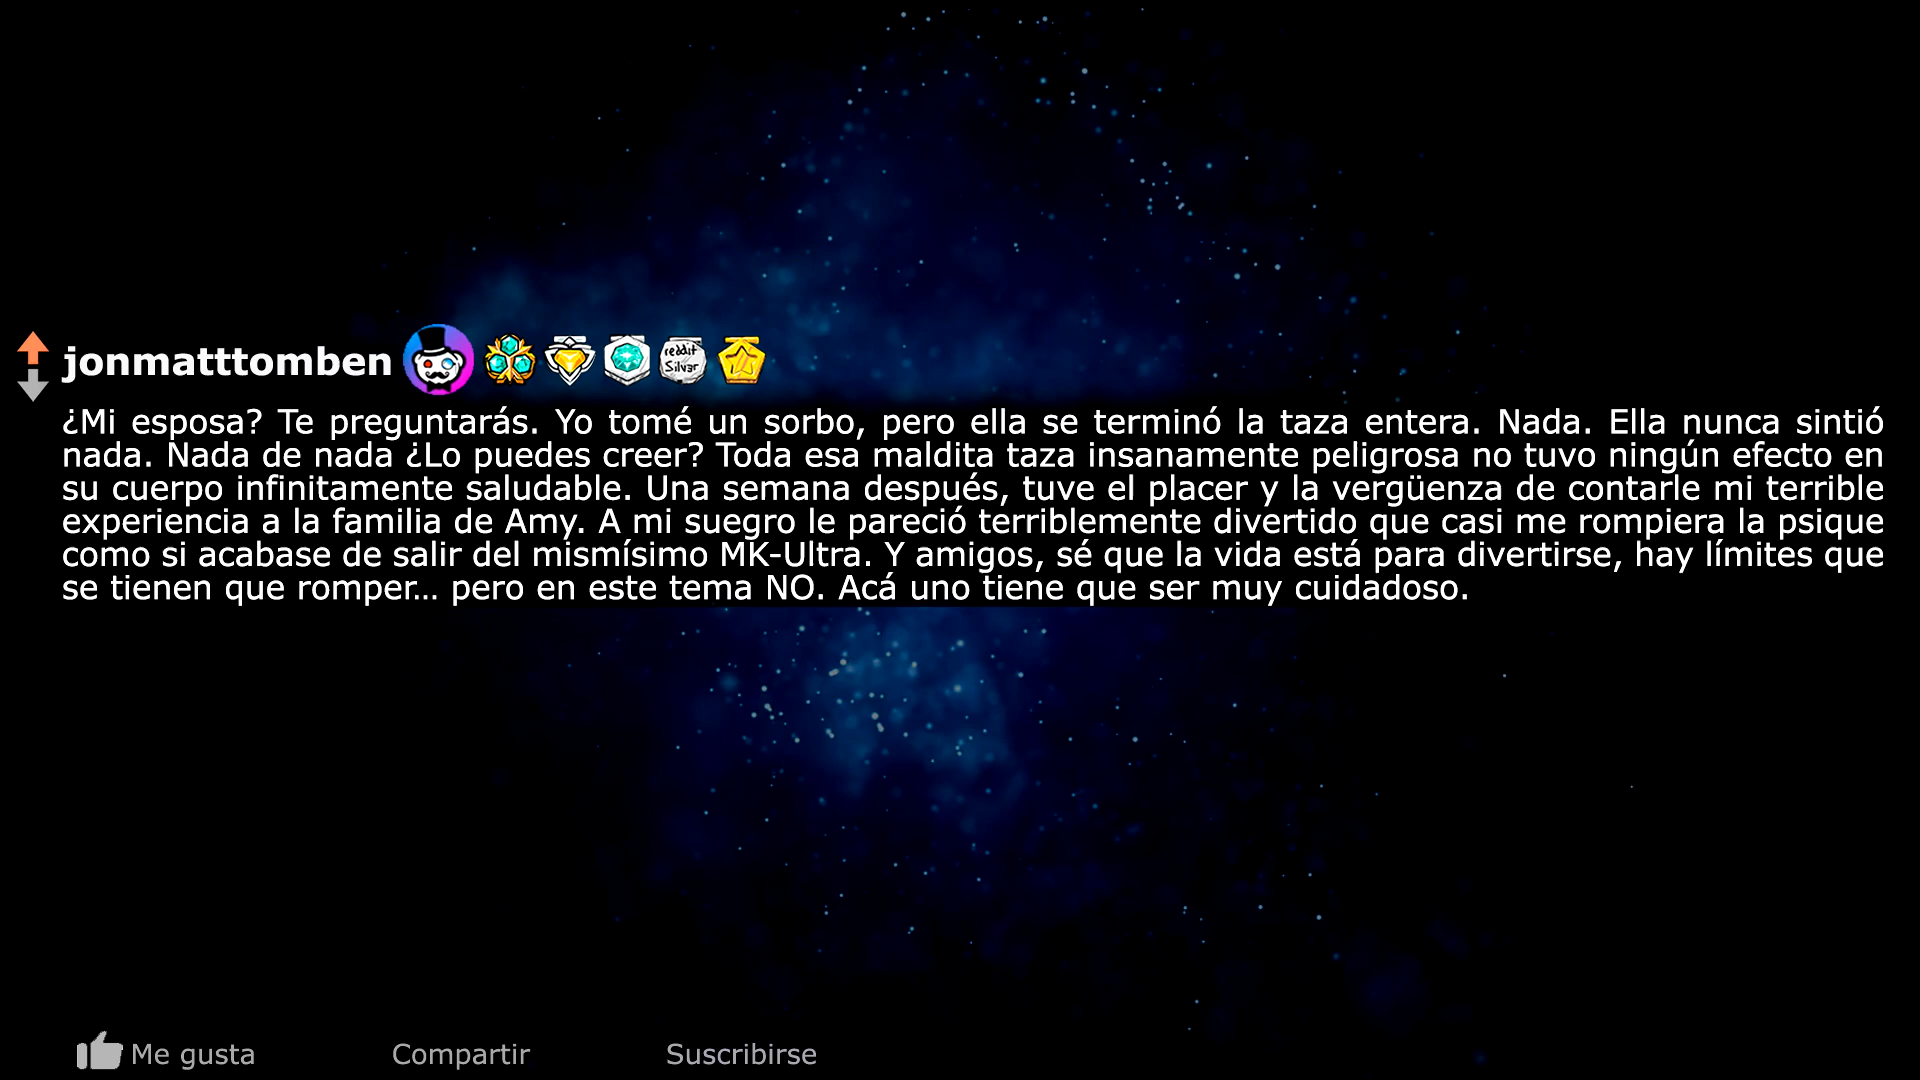 jonmatttomben
reddit
Silver
¿Mi esposa? Te preguntarás. Yo tomé un sorbo, pero ella se terminó la taza entera. Nada. Ella nunca sintió
nada. Nada de nada ¿Lo puedes creer? Toda esa maldita taza insanamente peligrosa no tuvo ningún efecto en
su cuerpo infinitamente saludable. Una semana después, tuve el placer y la vergüenza de contarle mi terrible
experiencia a la familia de Amy. A mi suegro le pareció terriblemente divertido que casi me rompiera la psique
como si acabase de salir del mismísimo MK-Ultra. Y amigos, sé que la vida está para divertirse, hay límites que
se tienen que romper... pero en este tema NO. Acá uno tiene que ser muy cuidadoso.
Me gusta
Compartir
Suscribirse